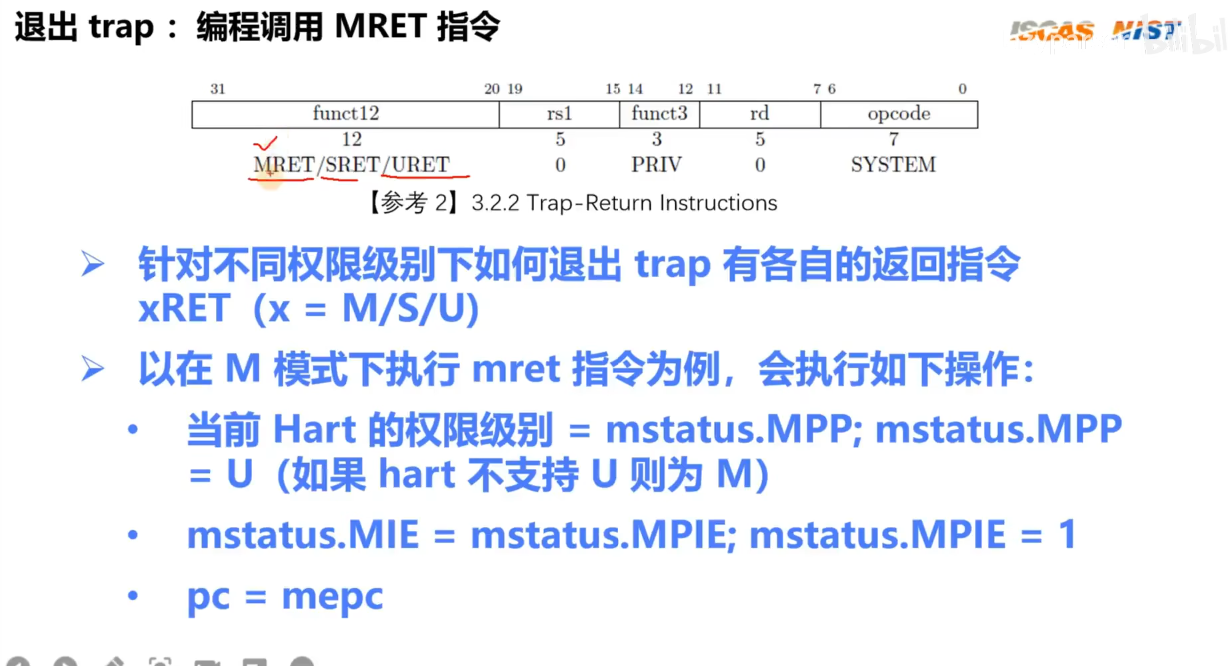 退出 trap ：编程调用 MRET 指令
ISCAS MIST
bilibili
31 20 19 15 14 12 11 7 6 0
funct12 rs1 funct3 rd opcode
12 5 3 5 7
MRET/SRET/URET 0 PRIV 0 SYSTEM
【参考 2】3.2.2 Trap-Return Instructions
➢ 针对不同权限级别下如何退出 trap 有各自的返回指令
xRET（x = M/S/U）
➢ 以在 M 模式下执行 mret 指令为例，会执行如下操作：
• 当前 Hart 的权限级别 = mstatus.MPP; mstatus.MPP
= U（如果 hart 不支持 U 则为 M）
• mstatus.MIE = mstatus.MPIE; mstatus.MPIE = 1
• pc = mepc